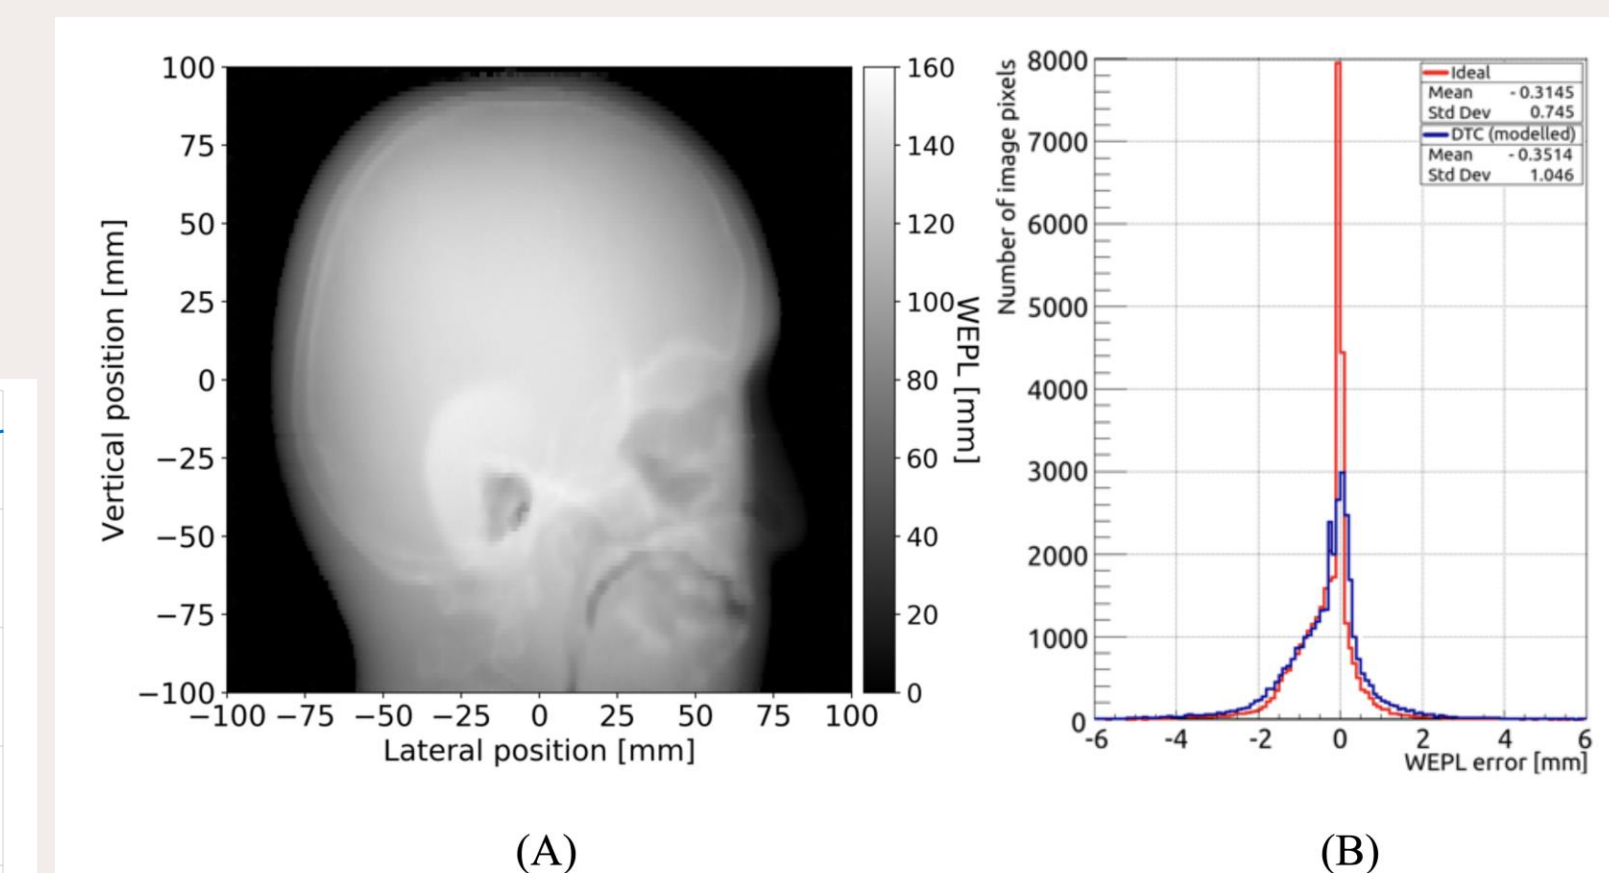 100
75
50
25
0
−25
−50
−75
−100
Vertical position [mm]
−100 −75 −50 −25 0 25 50 75 100
Lateral position [mm]
160
140
120
100
80
60
40
20
0
WEPL [mm]
(A)
Number of image pixels
8000
7000
6000
5000
4000
3000
2000
1000
0
Ideal
Mean -0.3145
Std Dev 0.745
DTC (modelled)
Mean -0.3514
Std Dev 1.046
-6 -4 -2 0 2 4 6
WEPL error [mm]
(B)